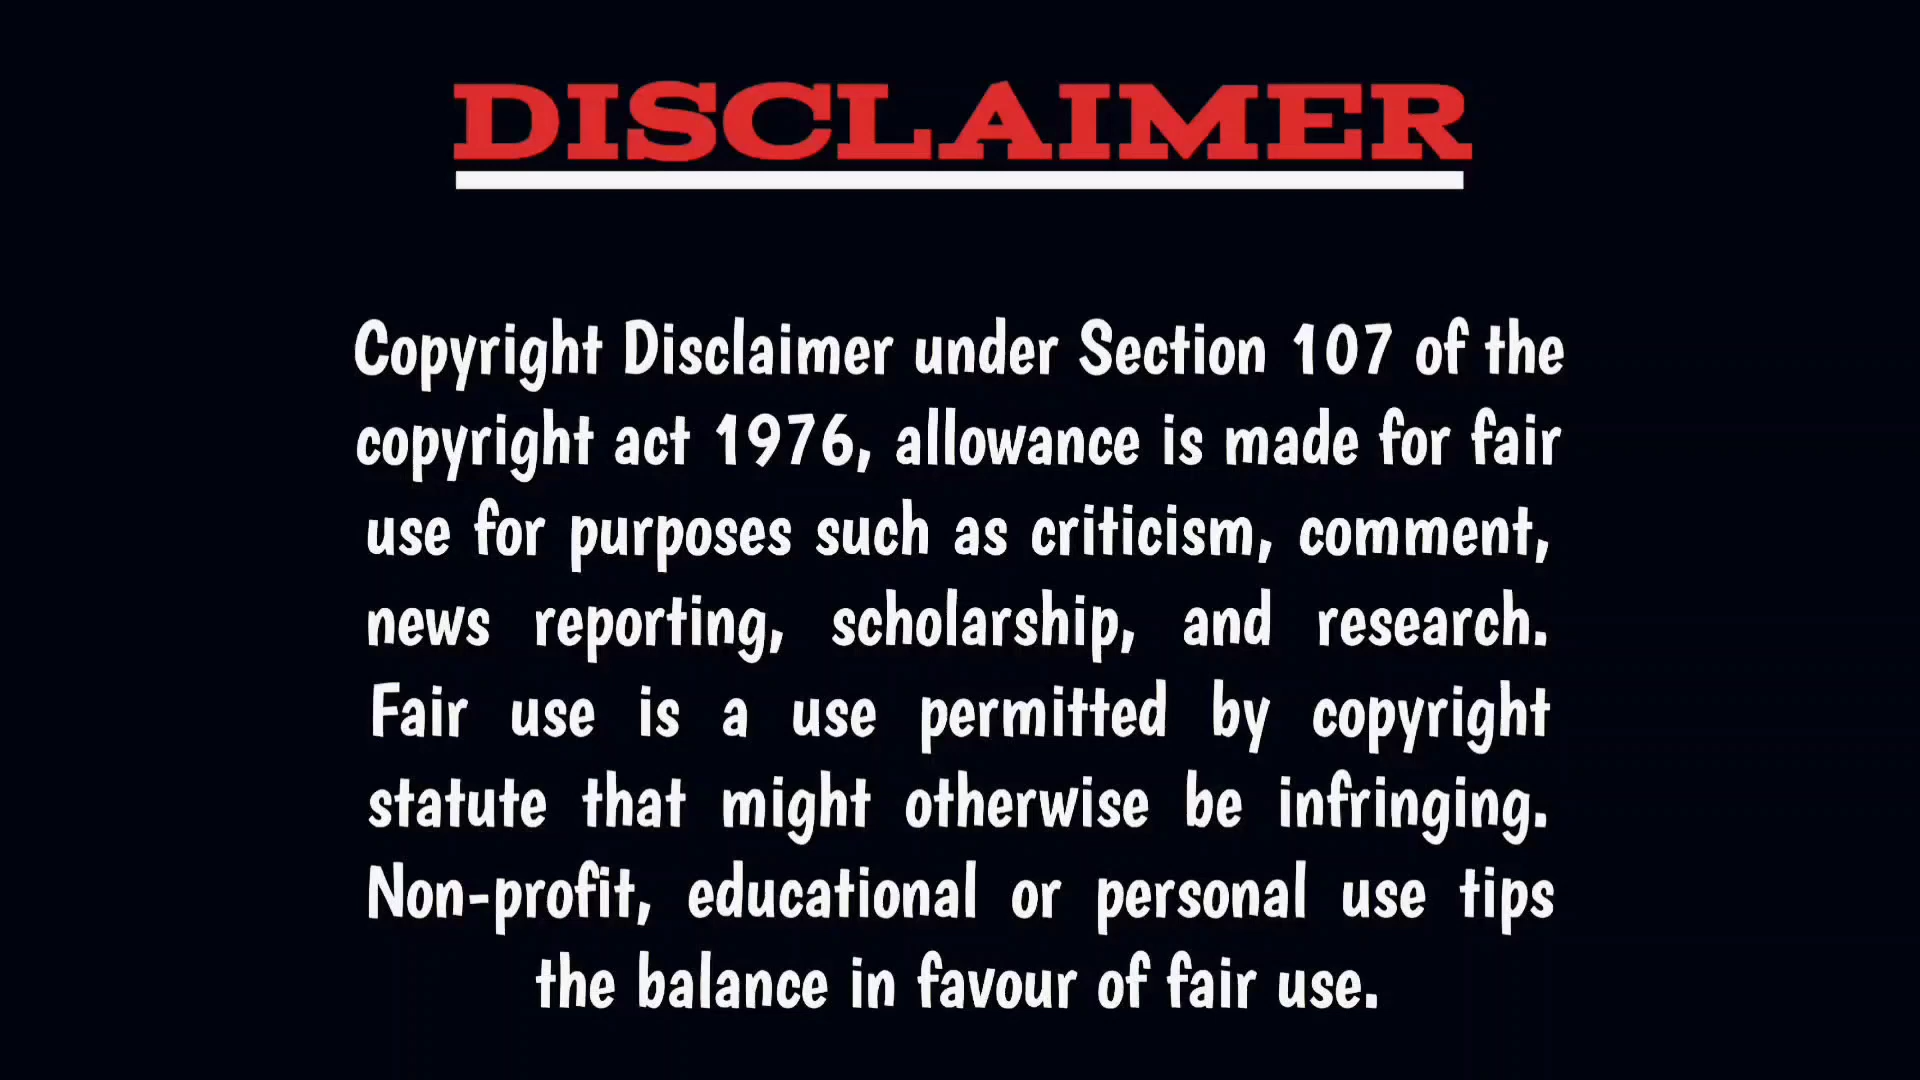 DISCLAIMER
Copyright Disclaimer under Section 107 of the
copyright act 1976, allowance is made for fair
use for purposes such as criticism, comment,
news reporting, scholarship, and research.
Fair use is a use permitted by copyright
statute that might otherwise be infringing.
Non-profit, educational or personal use tips
the balance in favour of fair use.